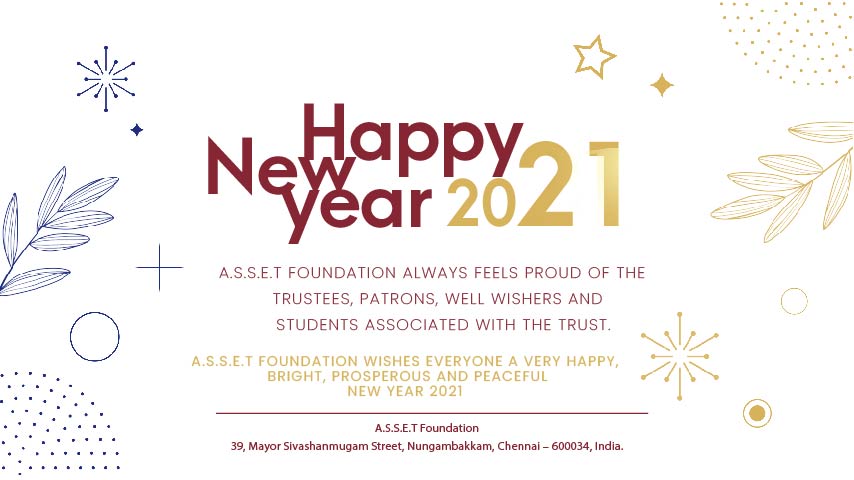 Happy
New
year 2021
A.S.S.E.T FOUNDATION ALWAYS FEELS PROUD OF THE
TRUSTEES, PATRONS, WELL WISHERS AND
STUDENTS ASSOCIATED WITH THE TRUST.
A.S.S.E.T FOUNDATION WISHES EVERYONE A VERY HAPPY,
BRIGHT, PROSPEROUS AND PEACEFUL
NEW YEAR 2021
A.S.S.E.T Foundation
39, Mayor Sivashanmugam Street, Nungambakkam, Chennai – 600034, India.